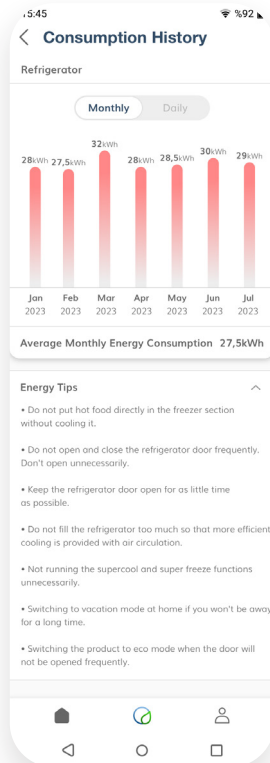 15:45 %92
Consumption History
Refrigerator
Monthly Daily
28kWh 27,5kWh 32kWh 28kWh 28,5kWh 30kWh 29kWh
Jan Feb Mar Apr May Jun Jul
2023 2023 2023 2023 2023 2023 2023
Average Monthly Energy Consumption 27,5kWh
Energy Tips
• Do not put hot food directly in the freezer section
without cooling it.
• Do not open and close the refrigerator door frequently.
Don't open unnecessarily.
• Keep the refrigerator door open for as little time
as possible.
• Do not fill the refrigerator too much so that more efficient
cooling is provided with air circulation.
• Not running the supercool and super freeze functions
unnecessarily.
• Switching to vacation mode at home if you won't be away
for a long time.
• Switching the product to eco mode when the door will
not be opened frequently.